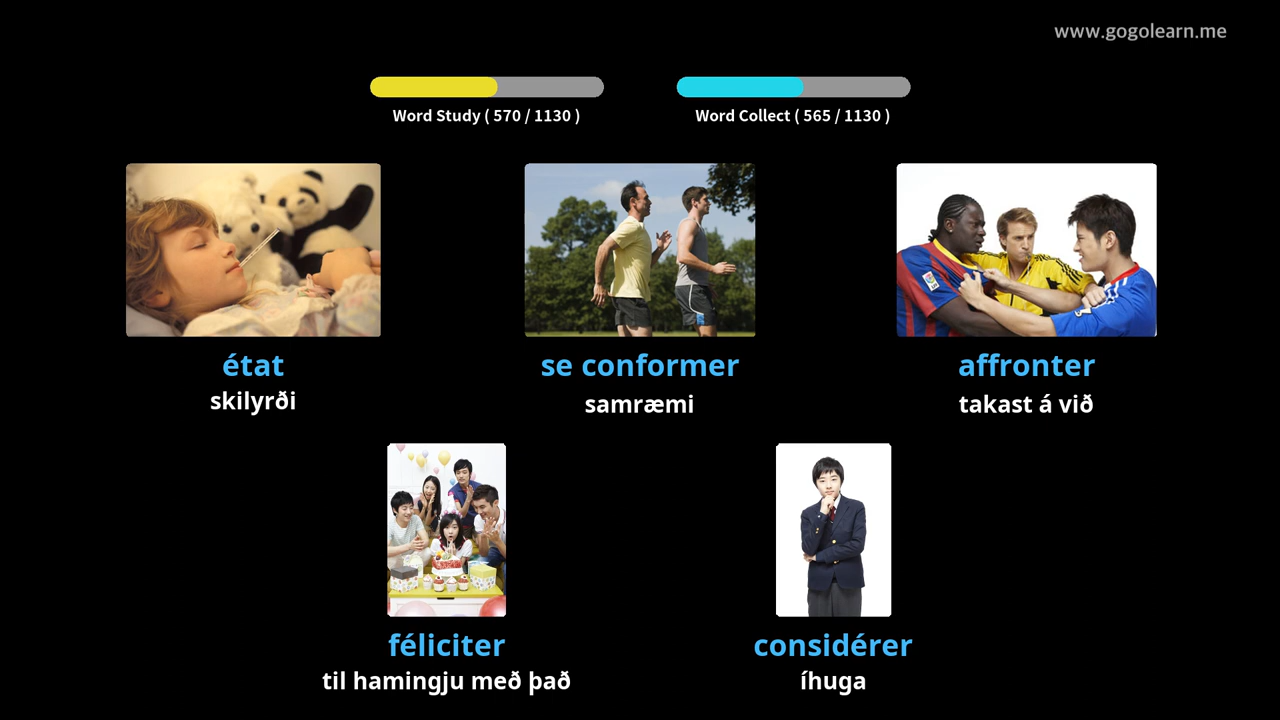 www.gogolearn.me
Word Study ( 570 / 1130 )
Word Collect ( 565 / 1130 )
état
skilyrði
se conformer
samræmi
affronter
takast á við
féliciter
til hamingju með það
considérer
íhuga